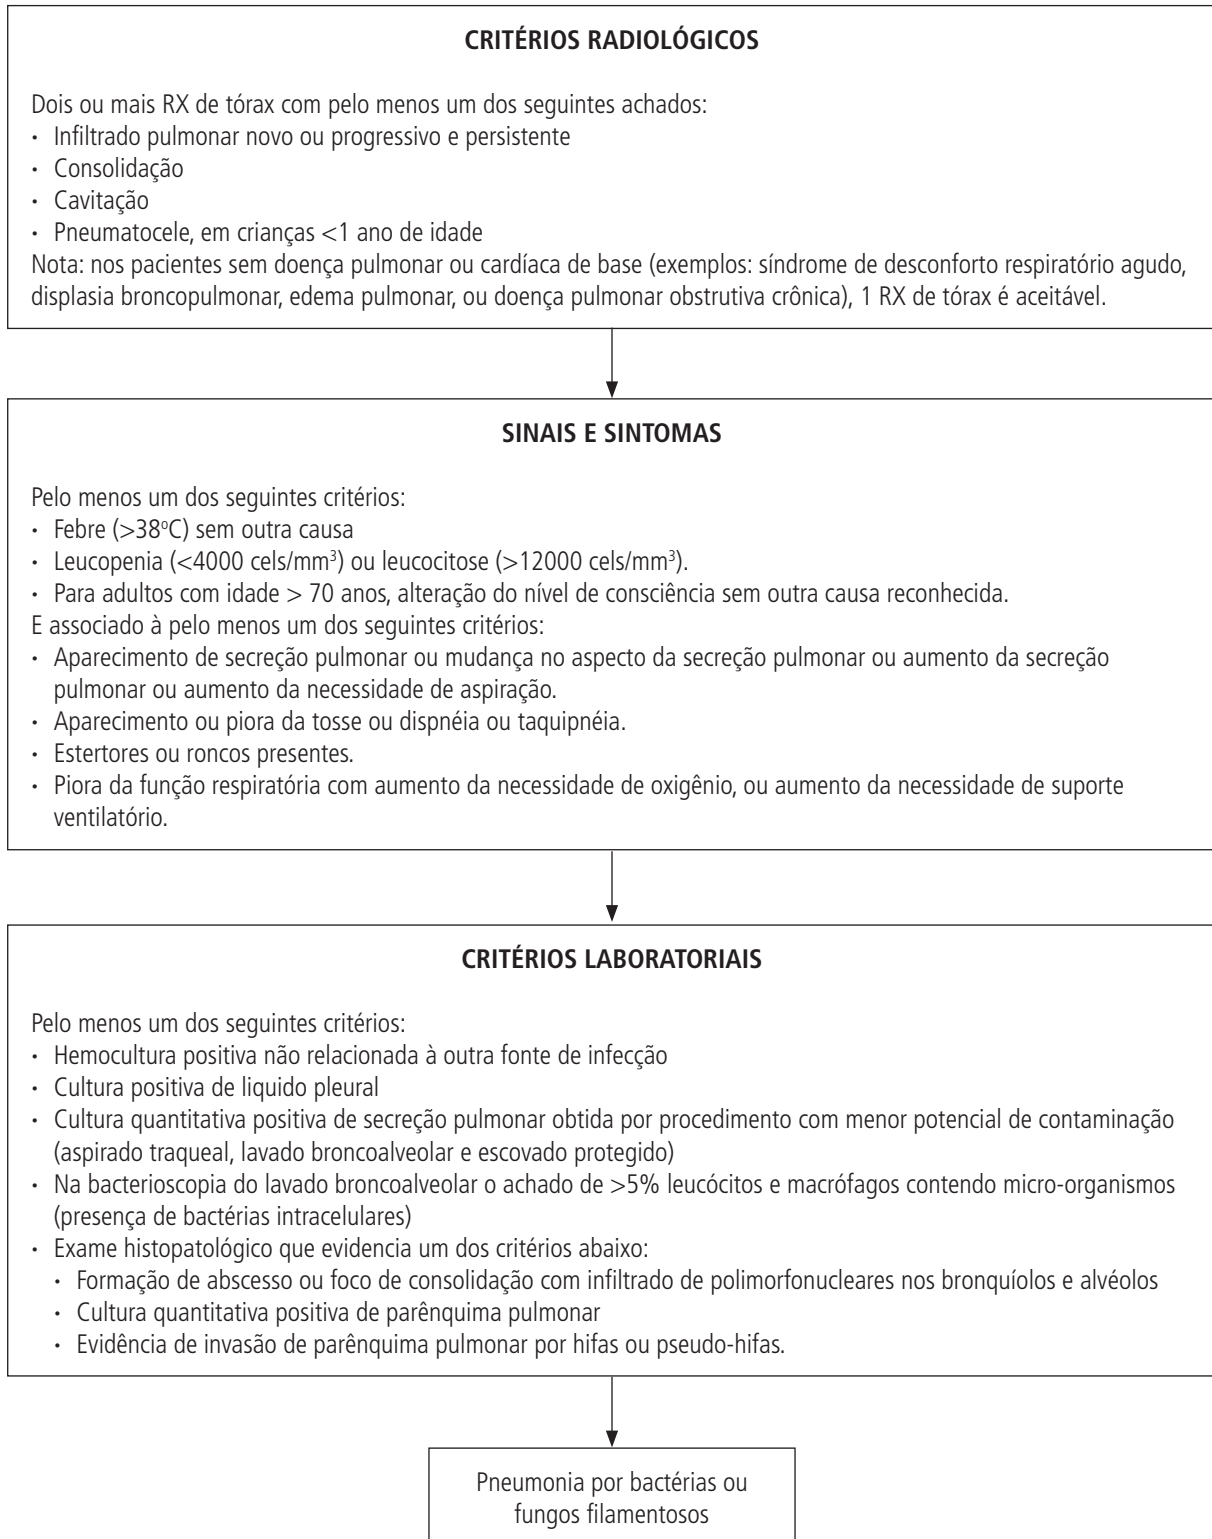 CRITÉRIOS RADIOLÓGICOS
Dois ou mais RX de tórax com pelo menos um dos seguintes achados:
• Infiltrado pulmonar novo ou progressivo e persistente
• Consolidação
• Cavitação
• Pneumatocele, em crianças <1 ano de idade
Nota: nos pacientes sem doença pulmonar ou cardíaca de base (exemplos: síndrome de desconforto respiratório agudo,
displasia broncopulmonar, edema pulmonar, ou doença pulmonar obstrutiva crônica), 1 RX de tórax é aceitável.
SINAIS E SINTOMAS
Pelo menos um dos seguintes critérios:
• Febre (>38ºC) sem outra causa
• Leucopenia (<4000 cels/mm³) ou leucocitose (>12000 cels/mm³).
• Para adultos com idade > 70 anos, alteração do nível de consciência sem outra causa reconhecida.
E associado à pelo menos um dos seguintes critérios:
• Aparecimento de secreção pulmonar ou mudança no aspecto da secreção pulmonar ou aumento da secreção
pulmonar ou aumento da necessidade de aspiração.
• Aparecimento ou piora da tosse ou dispnéia ou taquipnéia.
• Estertores ou roncos presentes.
• Piora da função respiratória com aumento da necessidade de oxigênio, ou aumento da necessidade de suporte
ventilatório.
CRITÉRIOS LABORATORIAIS
Pelo menos um dos seguintes critérios:
• Hemocultura positiva não relacionada à outra fonte de infecção
• Cultura positiva de liquido pleural
• Cultura quantitativa positiva de secreção pulmonar obtida por procedimento com menor potencial de contaminação
(aspirado traqueal, lavado broncoalveolar e escovado protegido)
• Na bacterioscopia do lavado broncoalveolar o achado de >5% leucócitos e macrófagos contendo micro-organismos
(presença de bactérias intracelulares)
• Exame histopatológico que evidencia um dos critérios abaixo:
• Formação de abscesso ou foco de consolidação com infiltrado de polimorfonucleares nos bronquíolos e alvéolos
• Cultura quantitativa positiva de parênquima pulmonar
• Evidência de invasão de parênquima pulmonar por hifas ou pseudo-hifas.
Pneumonia por bactérias ou
fungos filamentosos